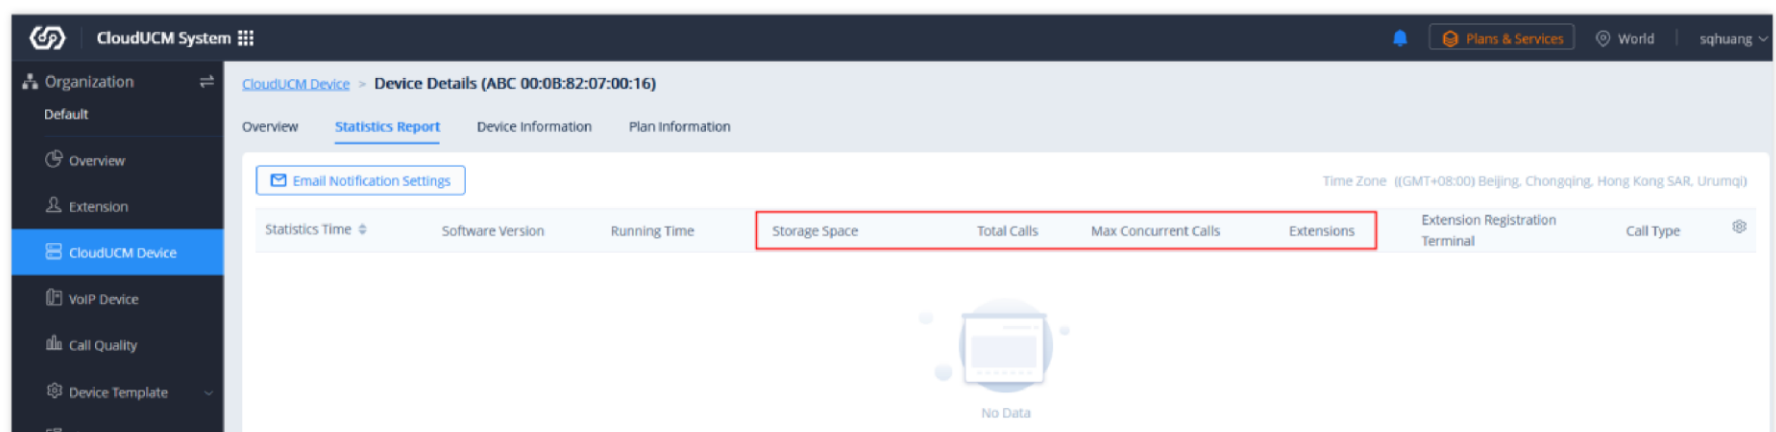 CloudUCM System
Plans & Services
World
sqhuang
Organization
Default
Overview
Extension
CloudUCM Device
VoIP Device
Call Quality
Device Template
CloudUCM Device > Device Details (ABC 00:0B:82:07:00:16)
Overview Statistics Report Device Information Plan Information
Email Notification Settings
Time Zone ((GMT+08:00) Beijing, Chongqing, Hong Kong SAR, Urumqi)
Statistics Time Software Version Running Time Storage Space Total Calls Max Concurrent Calls Extensions Extension Registration Terminal Call Type
No Data